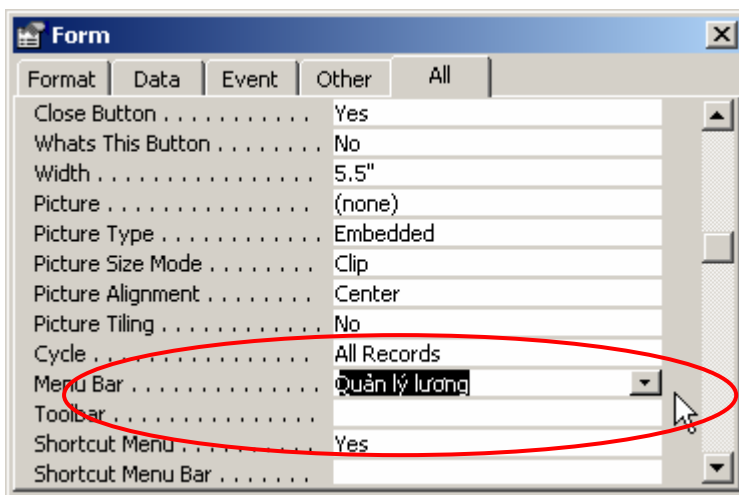 Form
Format Data Event Other All
Close Button . . . . . . . . . . . Yes
Whats This Button . . . . . . . . No
Width . . . . . . . . . . . . . . . . 5.5"
Picture . . . . . . . . . . . . . . . (none)
Picture Type . . . . . . . . . . . . Embedded
Picture Size Mode . . . . . . . . Clip
Picture Alignment . . . . . . . . Center
Picture Tiling . . . . . . . . . . . . No
Cycle . . . . . . . . . . . . . . . . All Records
Menu Bar . . . . . . . . . . . . . . Quản lý lương
Toolbar . . . . . . . . . . . . . . .
Shortcut Menu . . . . . . . . . . Yes
Shortcut Menu Bar . . . . . . .